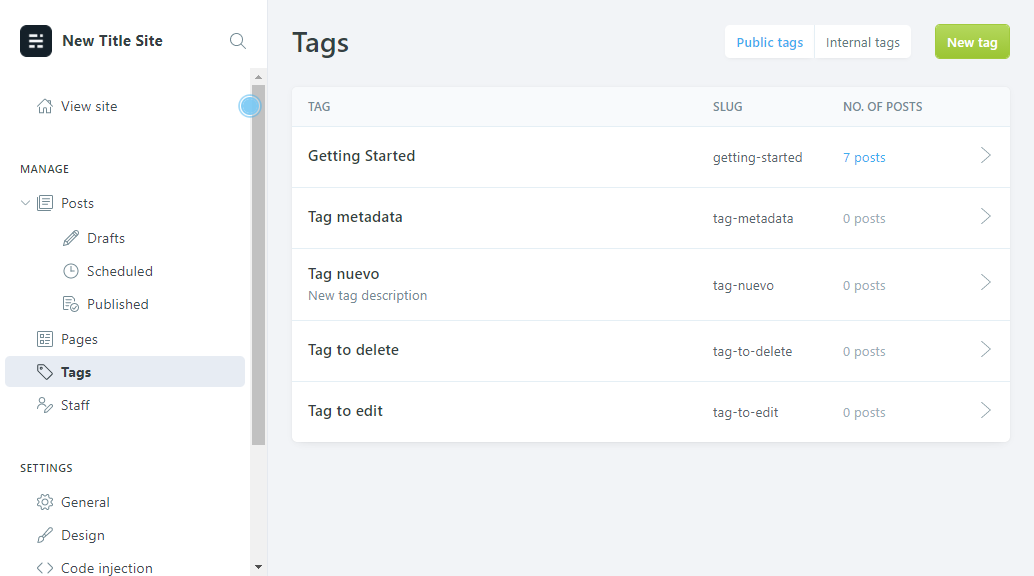 New Title Site
View site
MANAGE
Posts
Drafts
Scheduled
Published
Pages
Tags
Staff
SETTINGS
General
Design
Code injection
Tags
Public tags
Internal tags
New tag
TAG SLUG NO. OF POSTS
Getting Started getting-started 7 posts
Tag metadata tag-metadata 0 posts
Tag nuevo
New tag description
tag-nuevo 0 posts
Tag to delete tag-to-delete 0 posts
Tag to edit tag-to-edit 0 posts